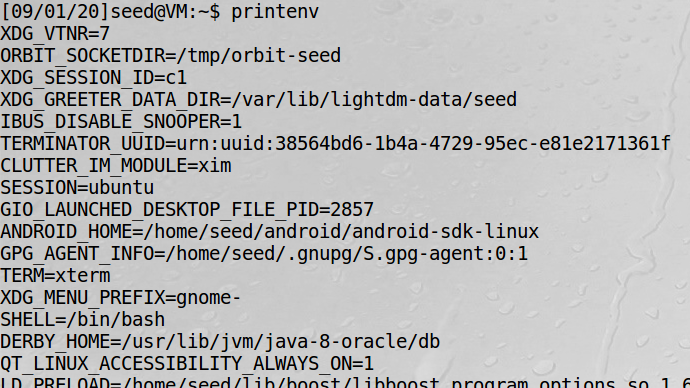 [09/01/20]seed@VM:~$ printenv
XDG_VTNR=7
ORBIT_SOCKETDIR=/tmp/orbit-seed
XDG_SESSION_ID=c1
XDG_GREETER_DATA_DIR=/var/lib/lightdm-data/seed
IBUS_DISABLE_SNOOPER=1
TERMINATOR_UUID=urn:uuid:38564bd6-1b4a-4729-95ec-e81e2171361f
CLUTTER_IM_MODULE=xim
SESSION=ubuntu
GIO_LAUNCHED_DESKTOP_FILE_PID=2857
ANDROID_HOME=/home/seed/android/android-sdk-linux
GPG_AGENT_INFO=/home/seed/.gnupg/S.gpg-agent:0:1
TERM=xterm
XDG_MENU_PREFIX=gnome-
SHELL=/bin/bash
DERBY_HOME=/usr/lib/jvm/java-8-oracle/db
QT_LINUX_ACCESSIBILITY_ALWAYS_ON=1
LD_PRELOAD=/home/seed/lib/boost/libboost_program_options.so.1.6